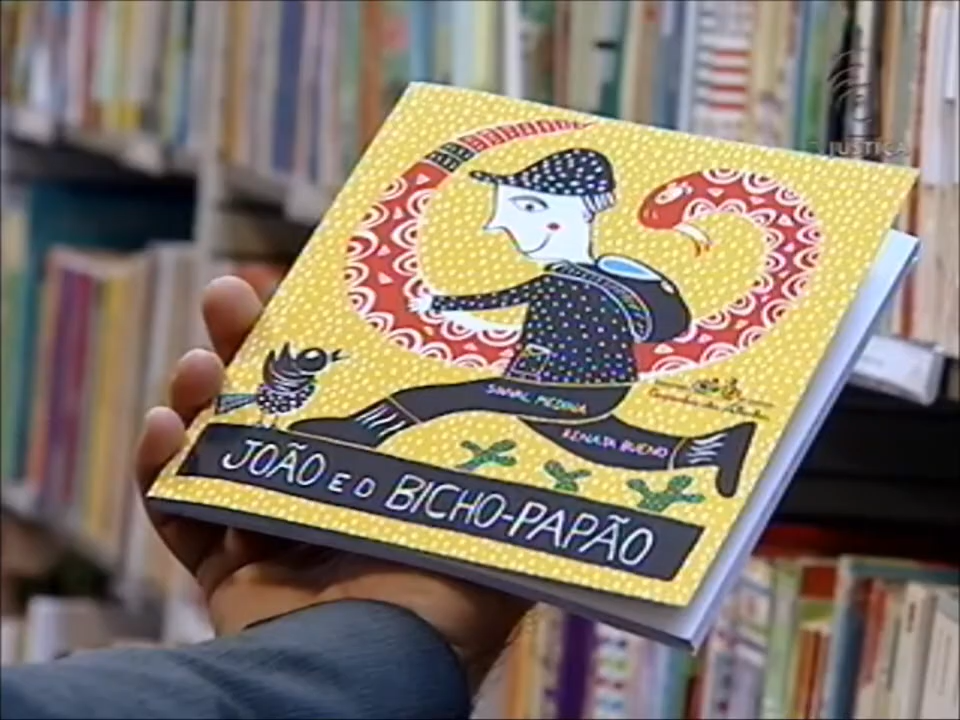 JUSTIÇA
SINVAL MEDINA
RENATA BUENO
JOÃO E O BICHO-PAPÃO